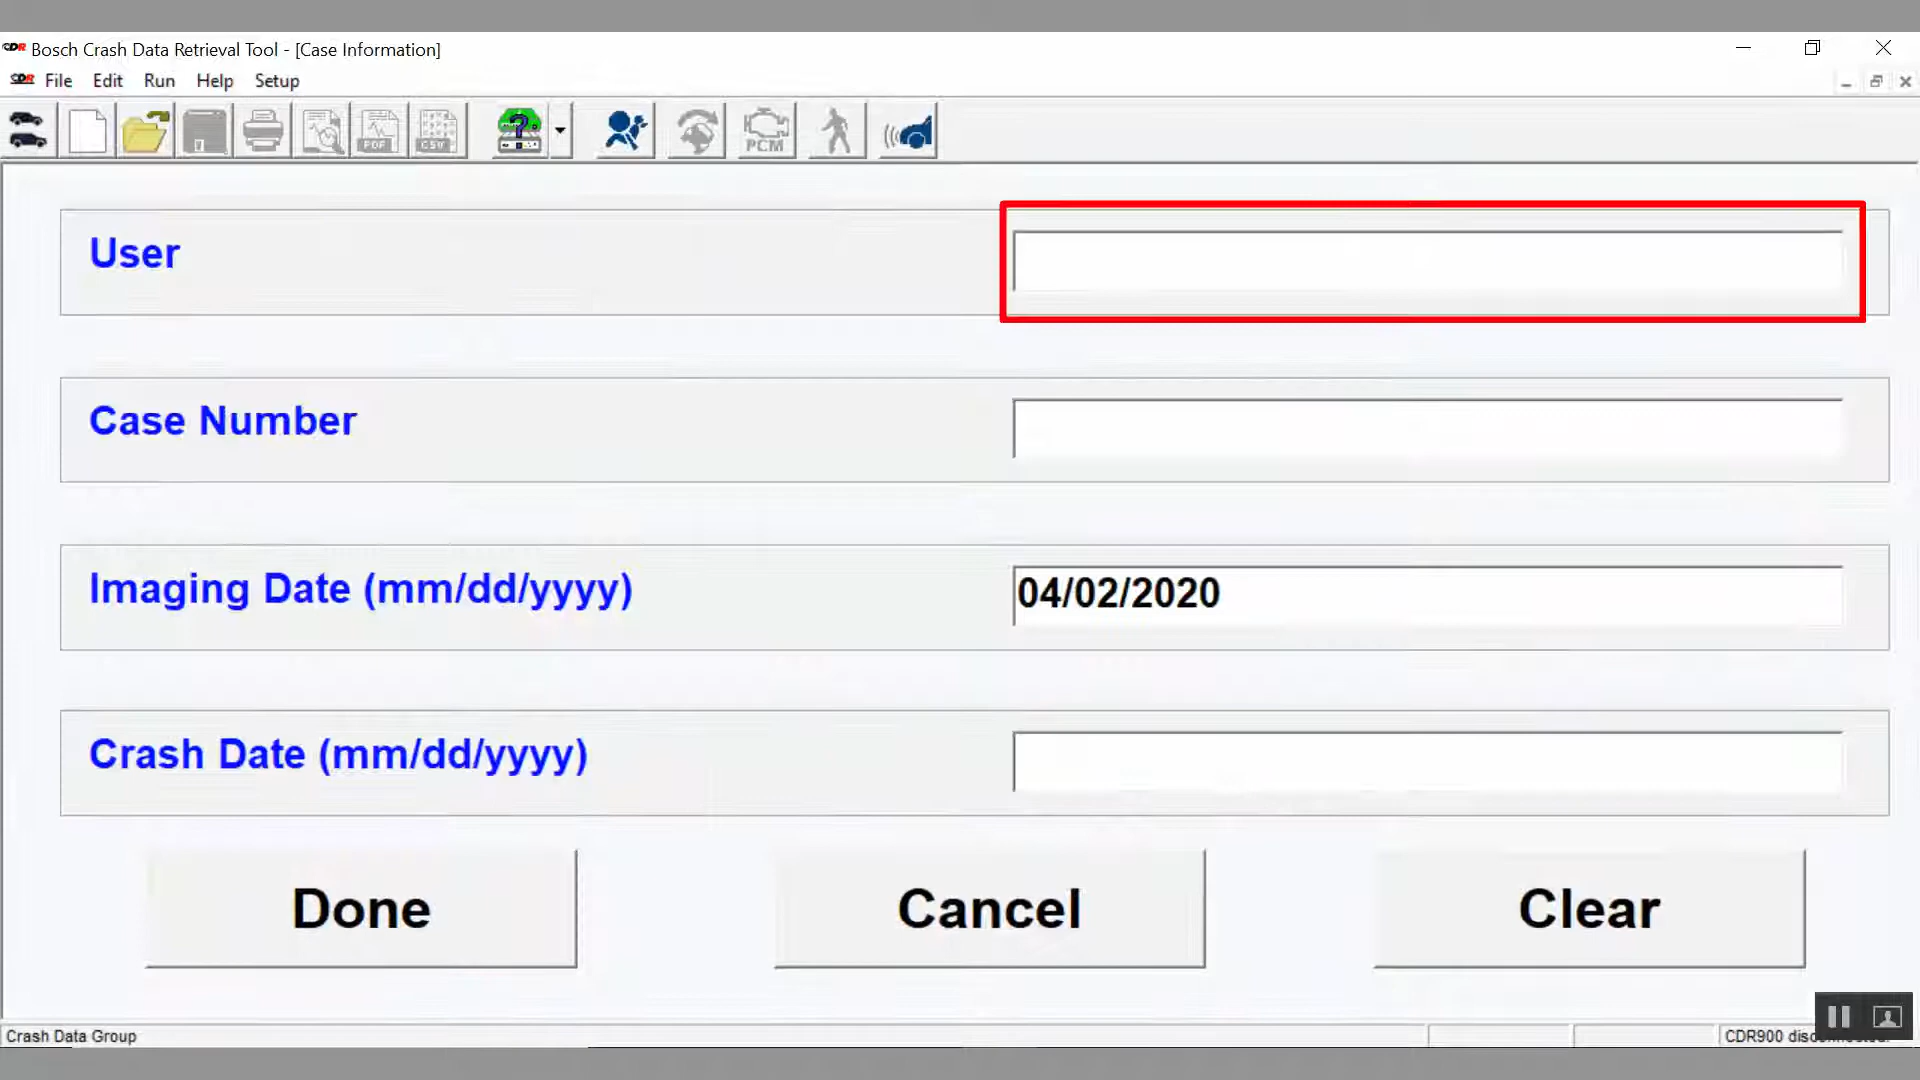 CDR Bosch Crash Data Retrieval Tool - [Case Information]
CDR File Edit Run Help Setup
PDF CSV ? PCM
User
Case Number
Imaging Date (mm/dd/yyyy) 04/02/2020
Crash Date (mm/dd/yyyy)
Done Cancel Clear
Crash Data Group CDR900 disconnected.